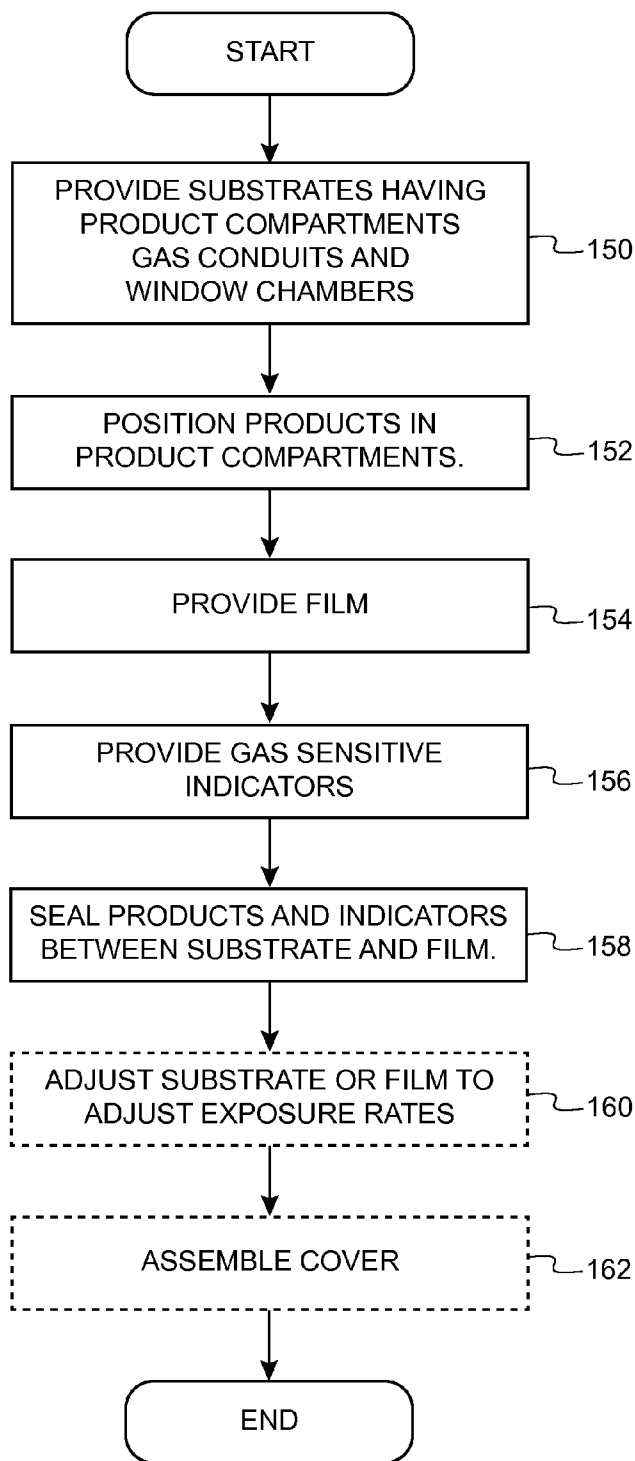 START
PROVIDE SUBSTRATES HAVING
PRODUCT COMPARTMENTS
GAS CONDUITS AND
WINDOW CHAMBERS
150
POSITION PRODUCTS IN
PRODUCT COMPARTMENTS.
152
PROVIDE FILM
154
PROVIDE GAS SENSITIVE
INDICATORS
156
SEAL PRODUCTS AND INDICATORS
BETWEEN SUBSTRATE AND FILM.
158
ADJUST SUBSTRATE OR FILM TO
ADJUST EXPOSURE RATES
160
ASSEMBLE COVER
162
END